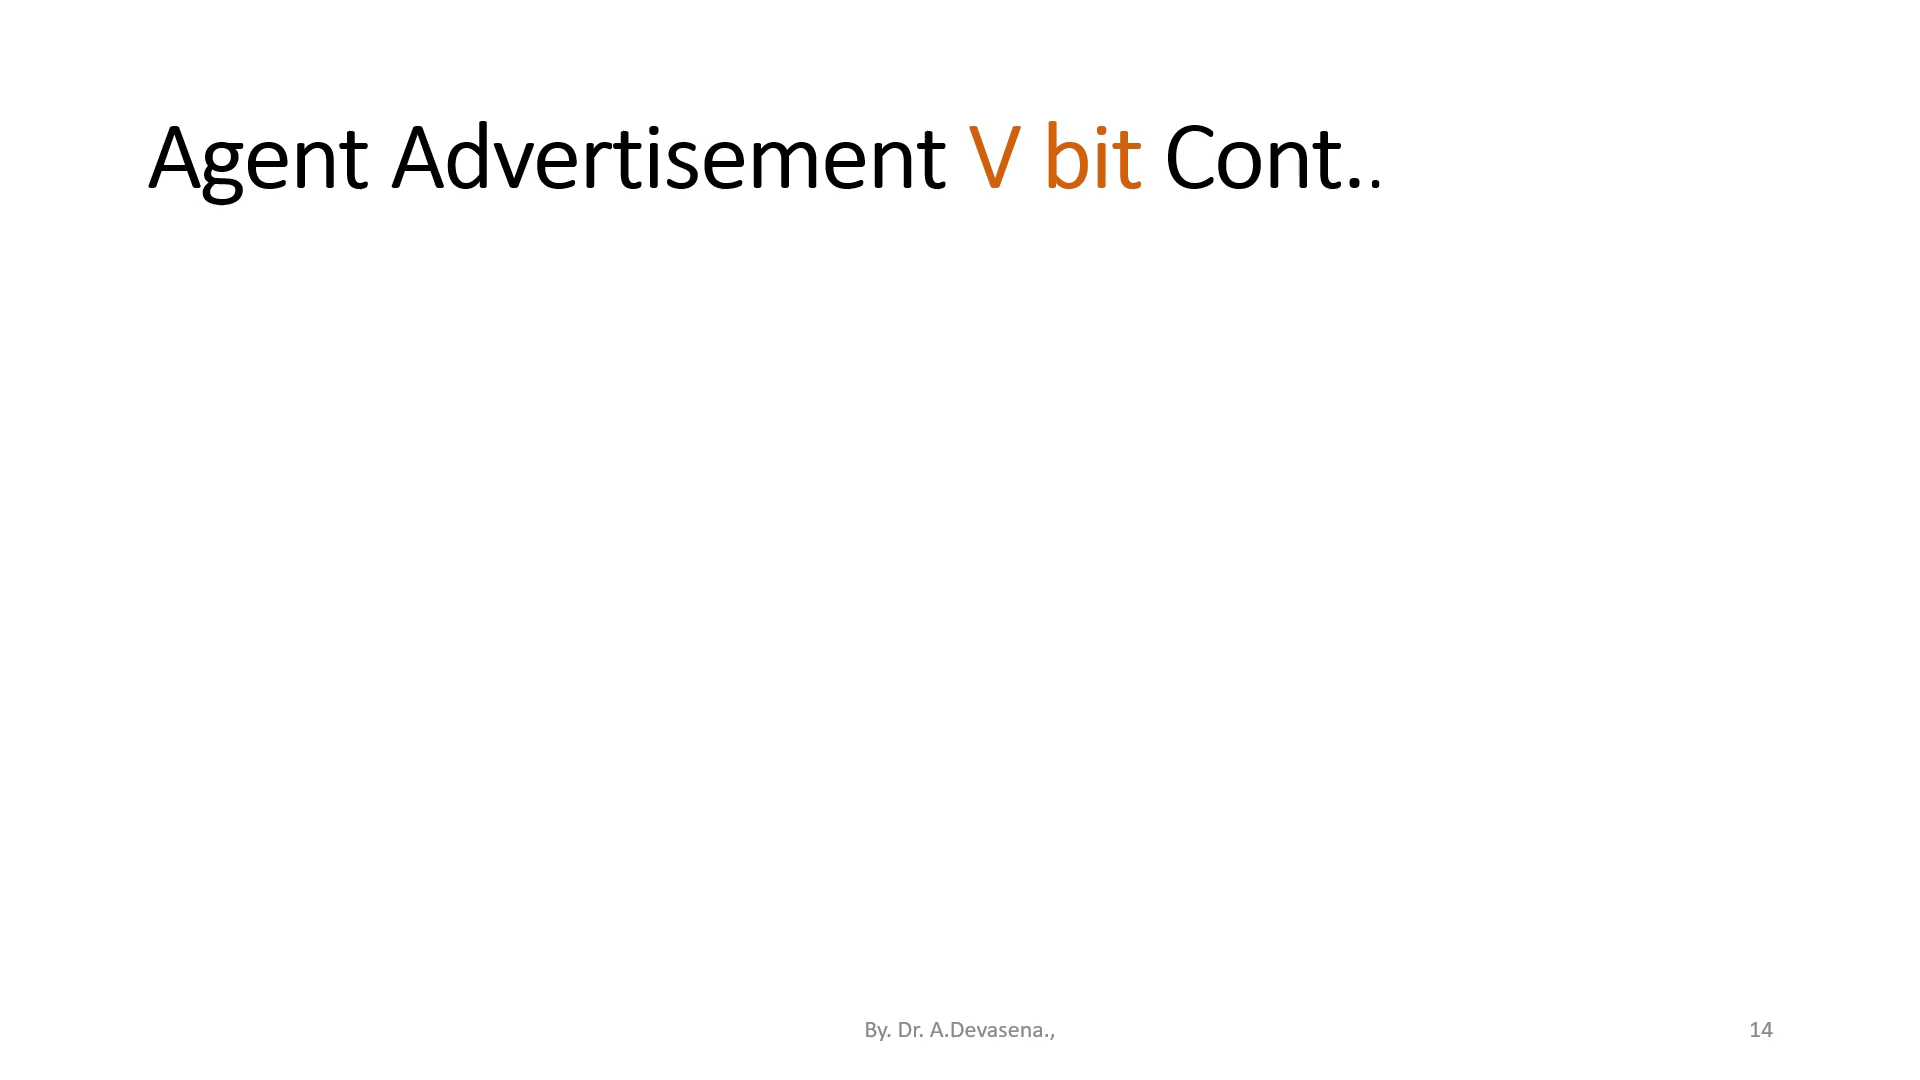 Agent Advertisement V bit Cont..
By. Dr. A.Devasena.,
14